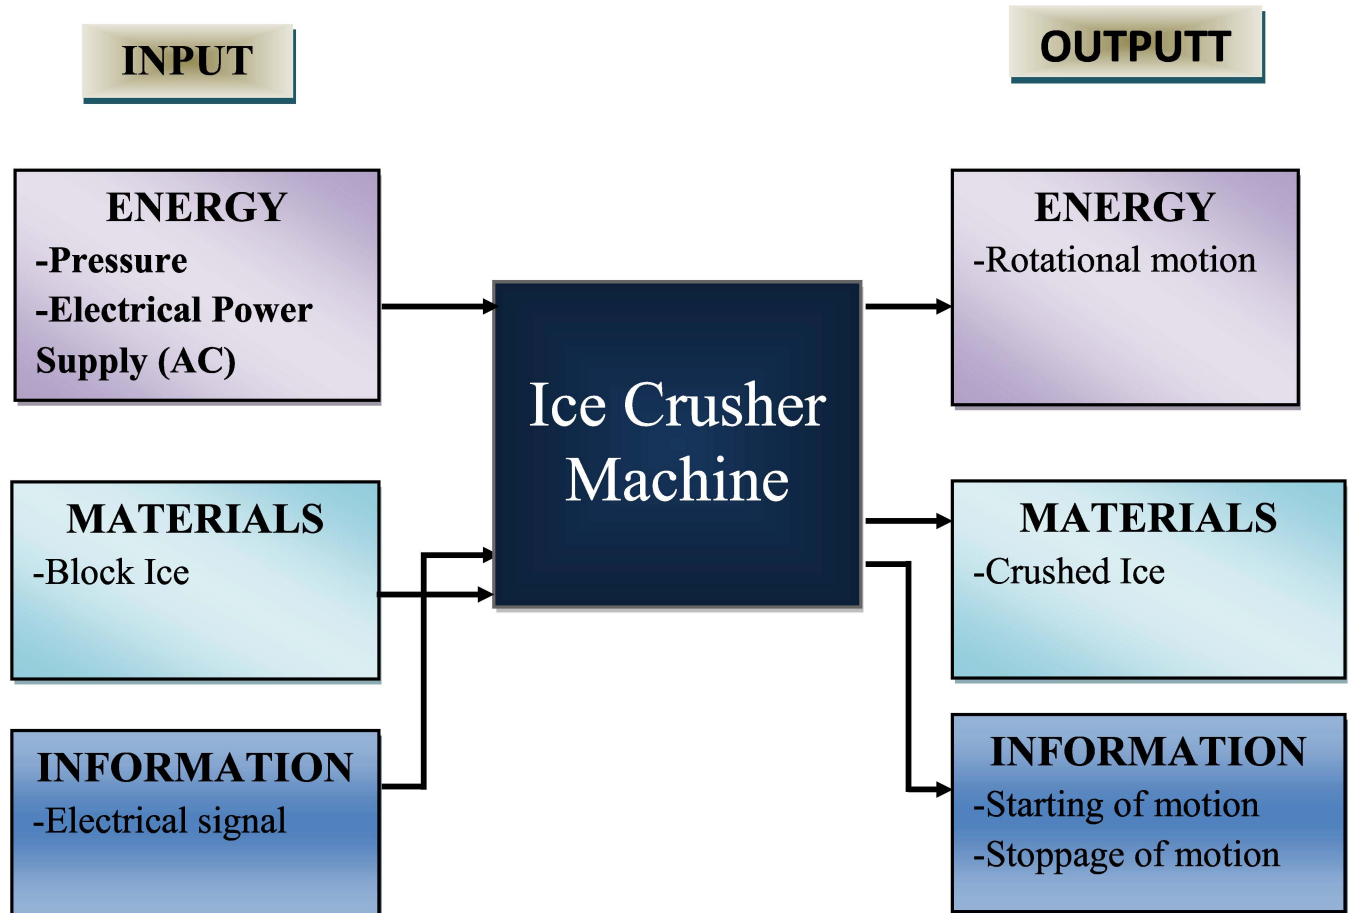 INPUT
OUTPUTT
ENERGY
-Pressure
-Electrical Power
Supply (AC)
MATERIALS
-Block Ice
INFORMATION
-Electrical signal
Ice Crusher
Machine
ENERGY
-Rotational motion
MATERIALS
-Crushed Ice
INFORMATION
-Starting of motion
-Stoppage of motion